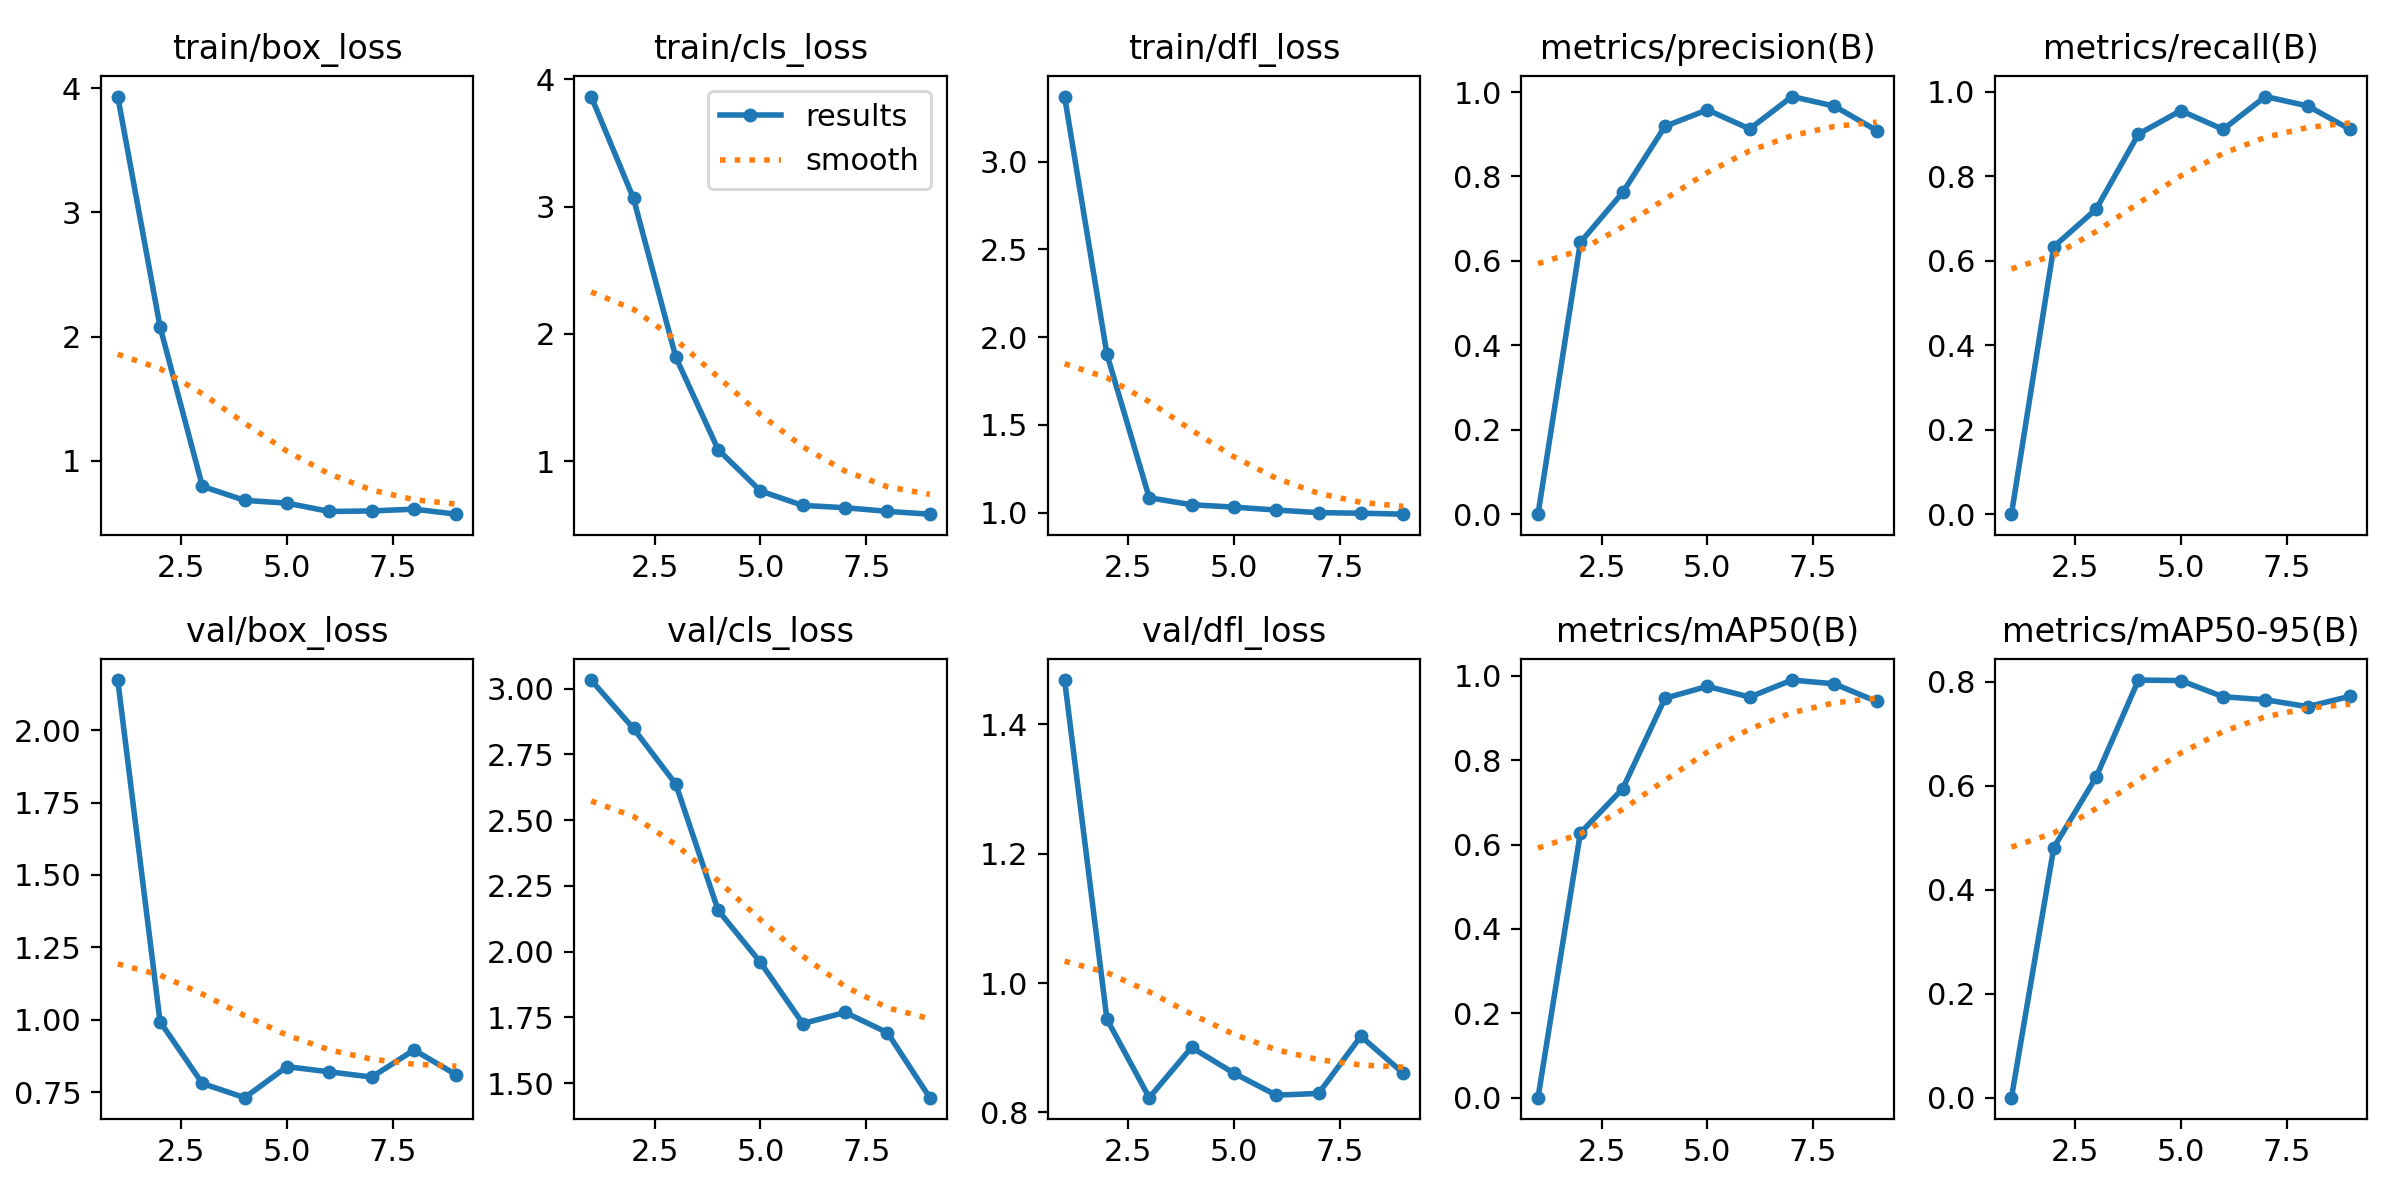 train/box_loss
4
3
2
1
2.5 5.0 7.5
train/cls_loss
4
3
2
1
results
smooth
2.5 5.0 7.5
train/dfl_loss
3.0
2.5
2.0
1.5
1.0
2.5 5.0 7.5
metrics/precision(B)
1.0
0.8
0.6
0.4
0.2
0.0
2.5 5.0 7.5
metrics/recall(B)
1.0
0.8
0.6
0.4
0.2
0.0
2.5 5.0 7.5
val/box_loss
2.00
1.75
1.50
1.25
1.00
0.75
2.5 5.0 7.5
val/cls_loss
3.00
2.75
2.50
2.25
2.00
1.75
1.50
2.5 5.0 7.5
val/dfl_loss
1.4
1.2
1.0
0.8
2.5 5.0 7.5
metrics/mAP50(B)
1.0
0.8
0.6
0.4
0.2
0.0
2.5 5.0 7.5
metrics/mAP50-95(B)
0.8
0.6
0.4
0.2
0.0
2.5 5.0 7.5